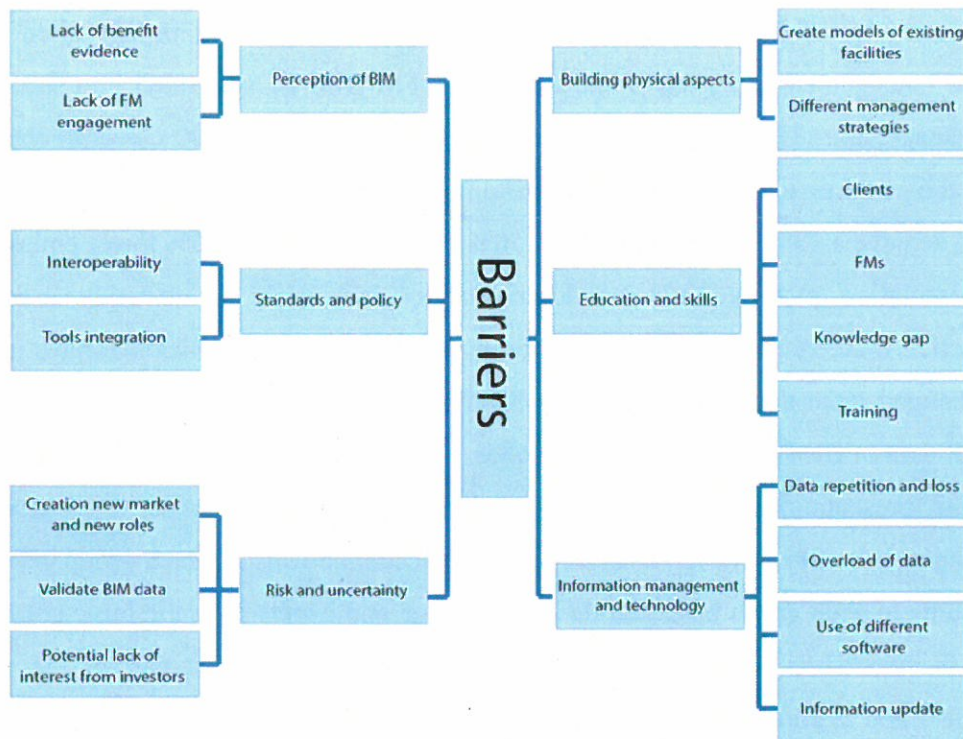 Lack of benefit
evidence
Lack of FM
engagement
Perception of BIM
Interoperability
Tools integration
Standards and policy
Creation new market
and new roles
Validate BIM data
Potential lack of
interest from investors
Risk and uncertainty
Barriers
Building physical aspects
Create models of existing
facilities
Different management
strategies
Education and skills
Clients
FMs
Knowledge gap
Training
Information management
and technology
Data repetition and loss
Overload of data
Use of different
software
Information update